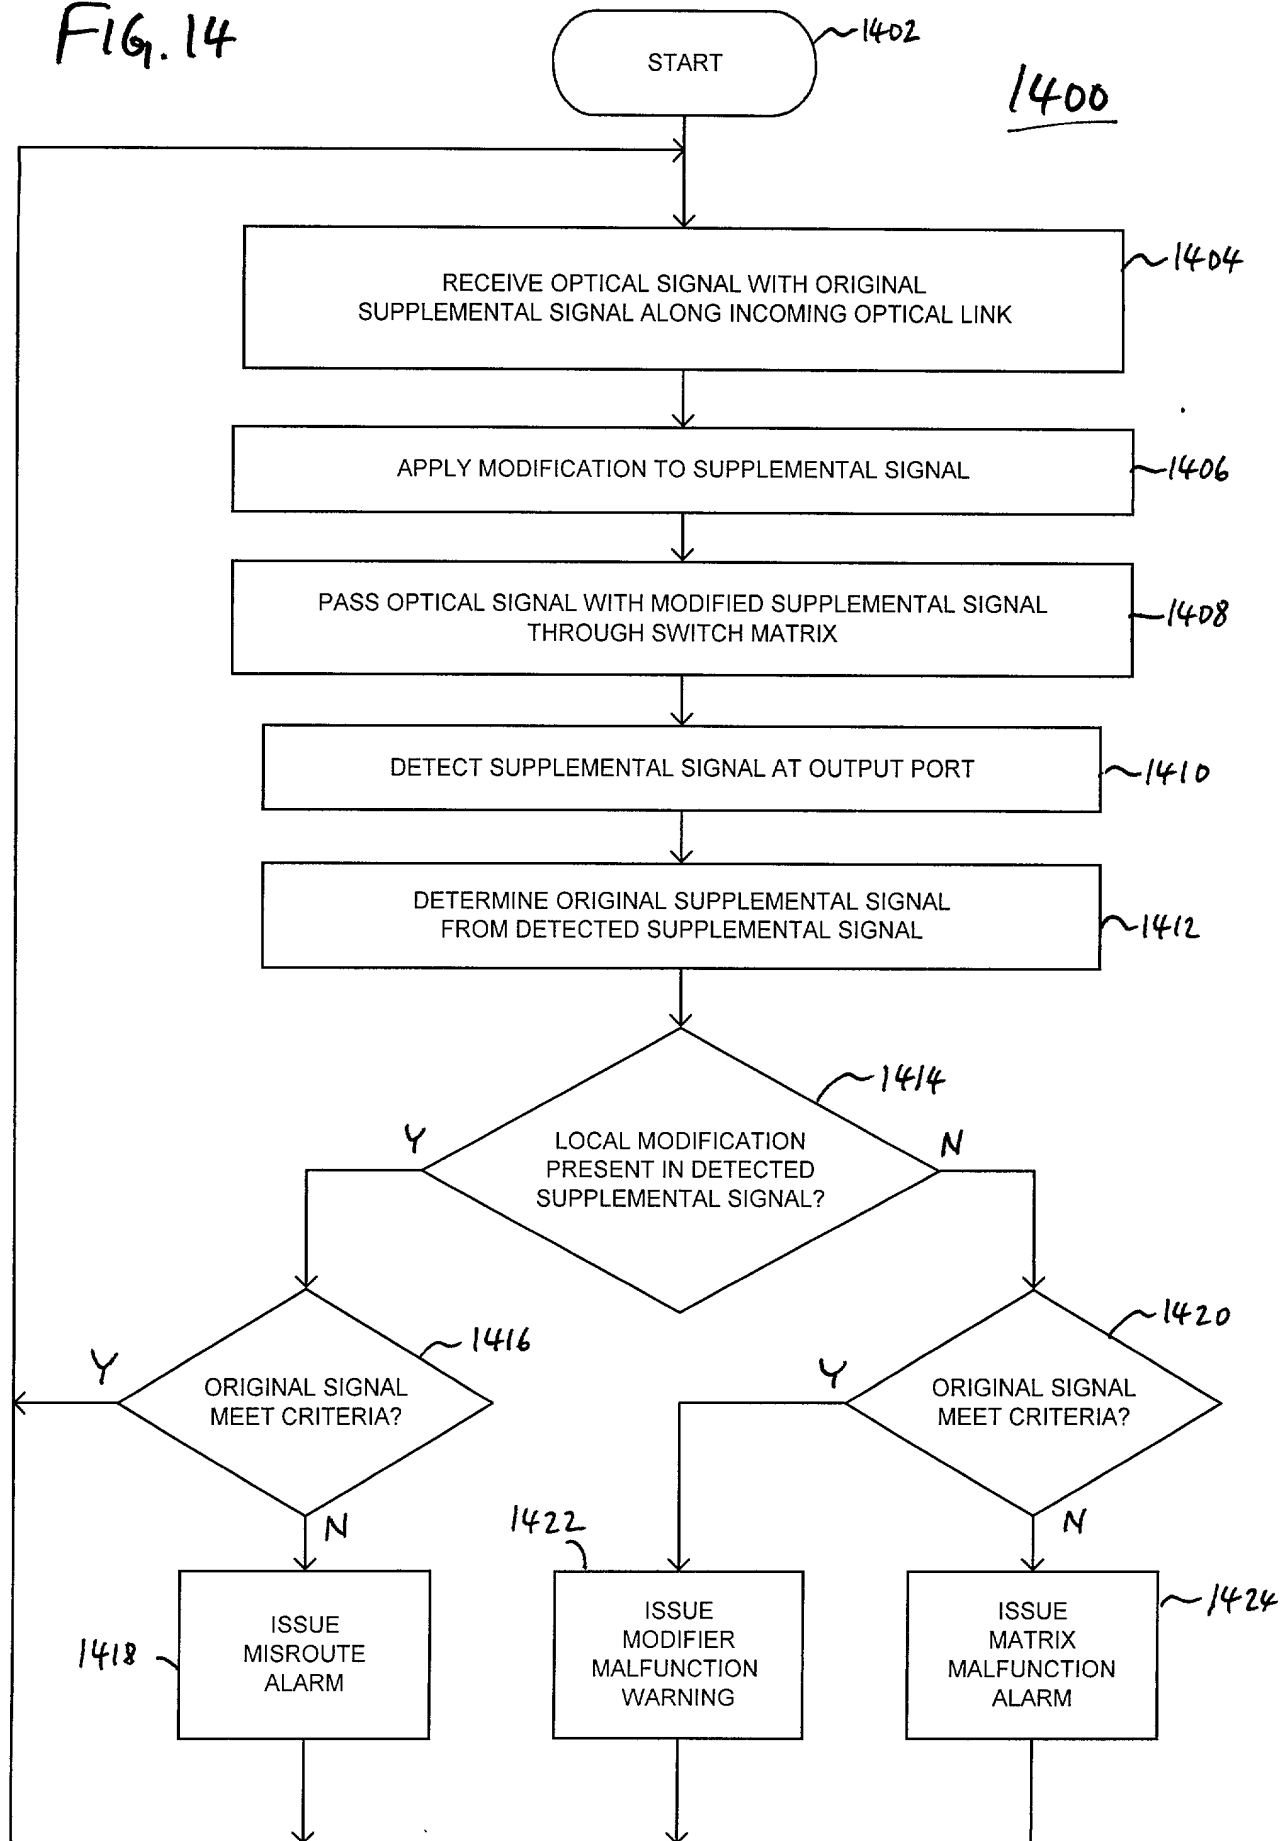 FIG. 14
START
1402
1400
RECEIVE OPTICAL SIGNAL WITH ORIGINAL
SUPPLEMENTAL SIGNAL ALONG INCOMING OPTICAL LINK
1404
APPLY MODIFICATION TO SUPPLEMENTAL SIGNAL
1406
PASS OPTICAL SIGNAL WITH MODIFIED SUPPLEMENTAL SIGNAL
THROUGH SWITCH MATRIX
1408
DETECT SUPPLEMENTAL SIGNAL AT OUTPUT PORT
1410
DETERMINE ORIGINAL SUPPLEMENTAL SIGNAL
FROM DETECTED SUPPLEMENTAL SIGNAL
1412
1414
Y
LOCAL MODIFICATION
PRESENT IN DETECTED
SUPPLEMENTAL SIGNAL?
N
1416
Y
ORIGINAL SIGNAL
MEET CRITERIA?
N
1420
Y
ORIGINAL SIGNAL
MEET CRITERIA?
N
1418
ISSUE
MISROUTE
ALARM
1422
ISSUE
MODIFIER
MALFUNCTION
WARNING
ISSUE
MATRIX
MALFUNCTION
ALARM
1424